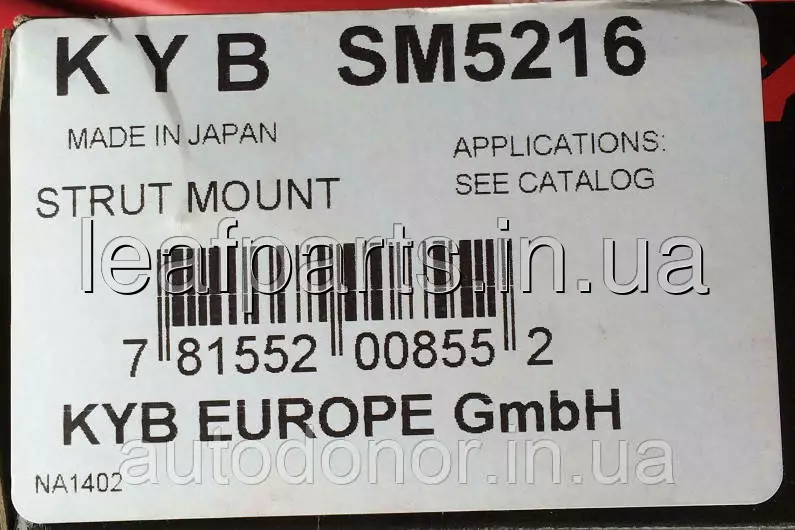 KYB SM5216
MADE IN JAPAN
APPLICATIONS:
SEE CATALOG
STRUT MOUNT
leafparts.in.ua
7 81552 00855 2
KYB EUROPE GmbH
autodonor.in.ua
NA1402